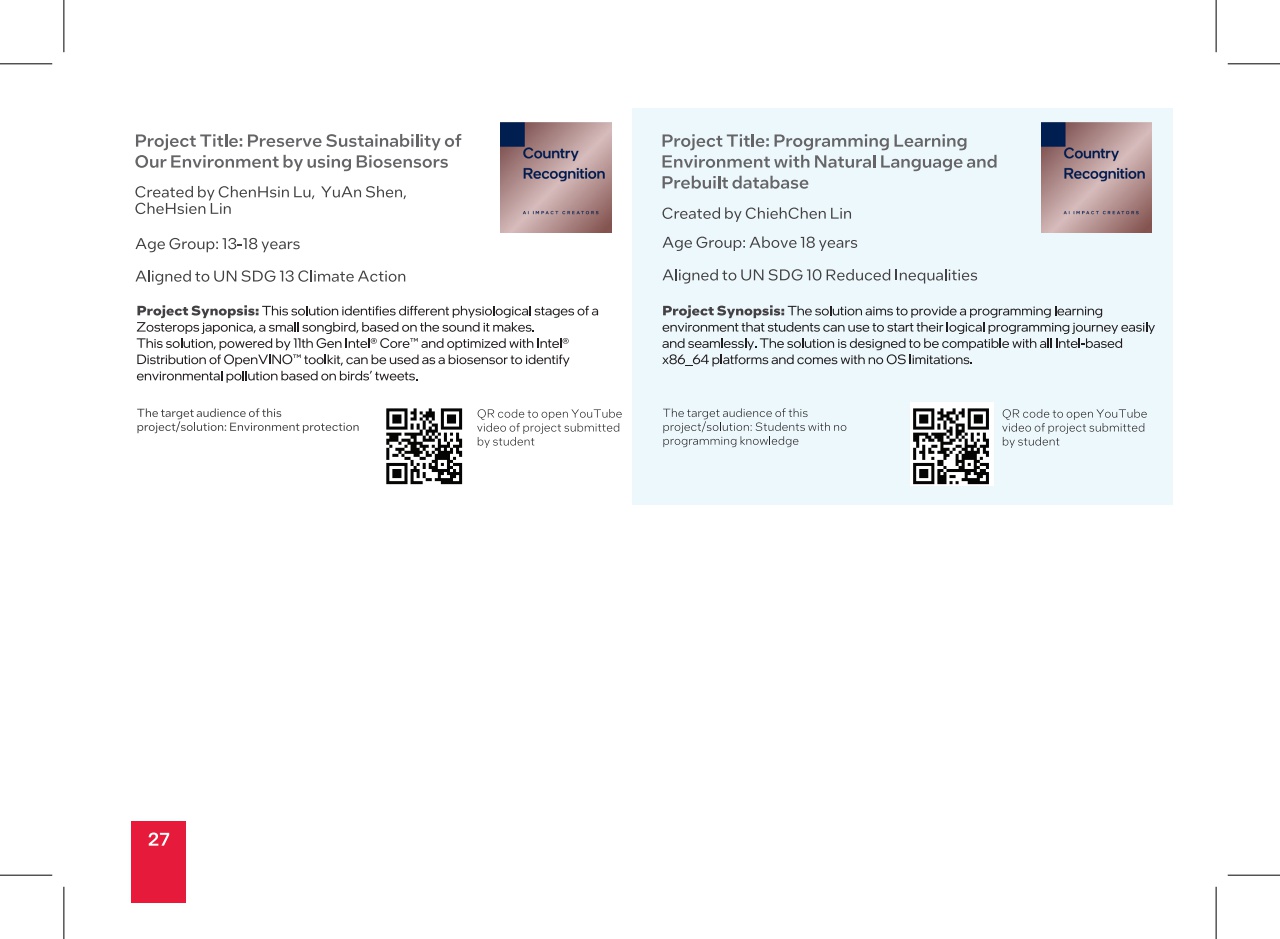 Project Title: Preserve Sustainability of
Our Environment by using Biosensors
Created by ChenHsin Lu, YuAn Shen,
CheHsien Lin
Age Group: 13-18 years
Aligned to UN SDG 13 Climate Action
Country
Recognition
AI IMPACT CREATORS
Project Synopsis: This solution identifies different physiological stages of a
Zosterops japonica, a small songbird, based on the sound it makes.
This solution, powered by 11th Gen Intel® Core™ and optimized with Intel®
Distribution of OpenVINO™ toolkit, can be used as a biosensor to identify
environmental pollution based on birds’ tweets.
The target audience of this
project/solution: Environment protection
QR code to open YouTube
video of project submitted
by student
Project Title: Programming Learning
Environment with Natural Language and
Prebuilt database
Created by ChiehChen Lin
Age Group: Above 18 years
Aligned to UN SDG 10 Reduced Inequalities
Country
Recognition
AI IMPACT CREATORS
Project Synopsis: The solution aims to provide a programming learning
environment that students can use to start their logical programming journey easily
and seamlessly. The solution is designed to be compatible with all Intel-based
x86_64 platforms and comes with no OS limitations.
The target audience of this
project/solution: Students with no
programming knowledge
QR code to open YouTube
video of project submitted
by student
27